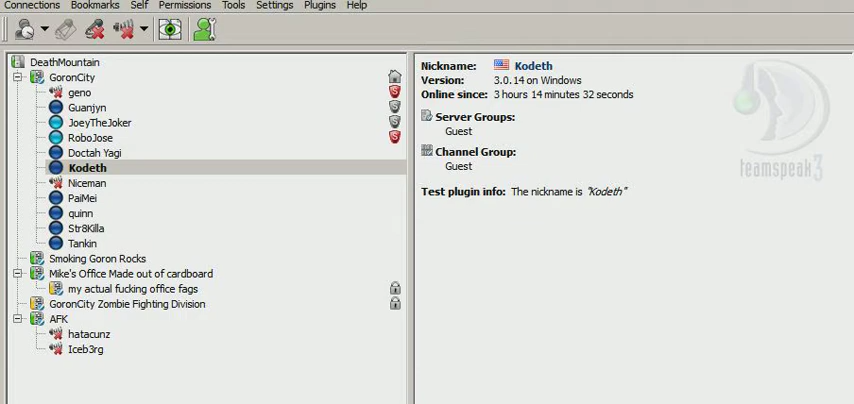 Connections Bookmarks Self Permissions Tools Settings Plugins Help
DeathMountain
GoronCity
geno
Guanjyn
JoeyTheJoker
RoboJose
Doctah Yagi
Kodeth
Niceman
PaiMei
quinn
Str8Killa
Tankin
Smoking Goron Rocks
Mike's Office Made out of cardboard
my actual fucking office fags
GoronCity Zombie Fighting Division
AFK
hatacunz
Iceb3rg
Nickname: Kodeth
Version: 3.0.14 on Windows
Online since: 3 hours 14 minutes 32 seconds
Server Groups:
Guest
Channel Group:
Guest
Test plugin info: The nickname is "Kodeth"
teamspeak3